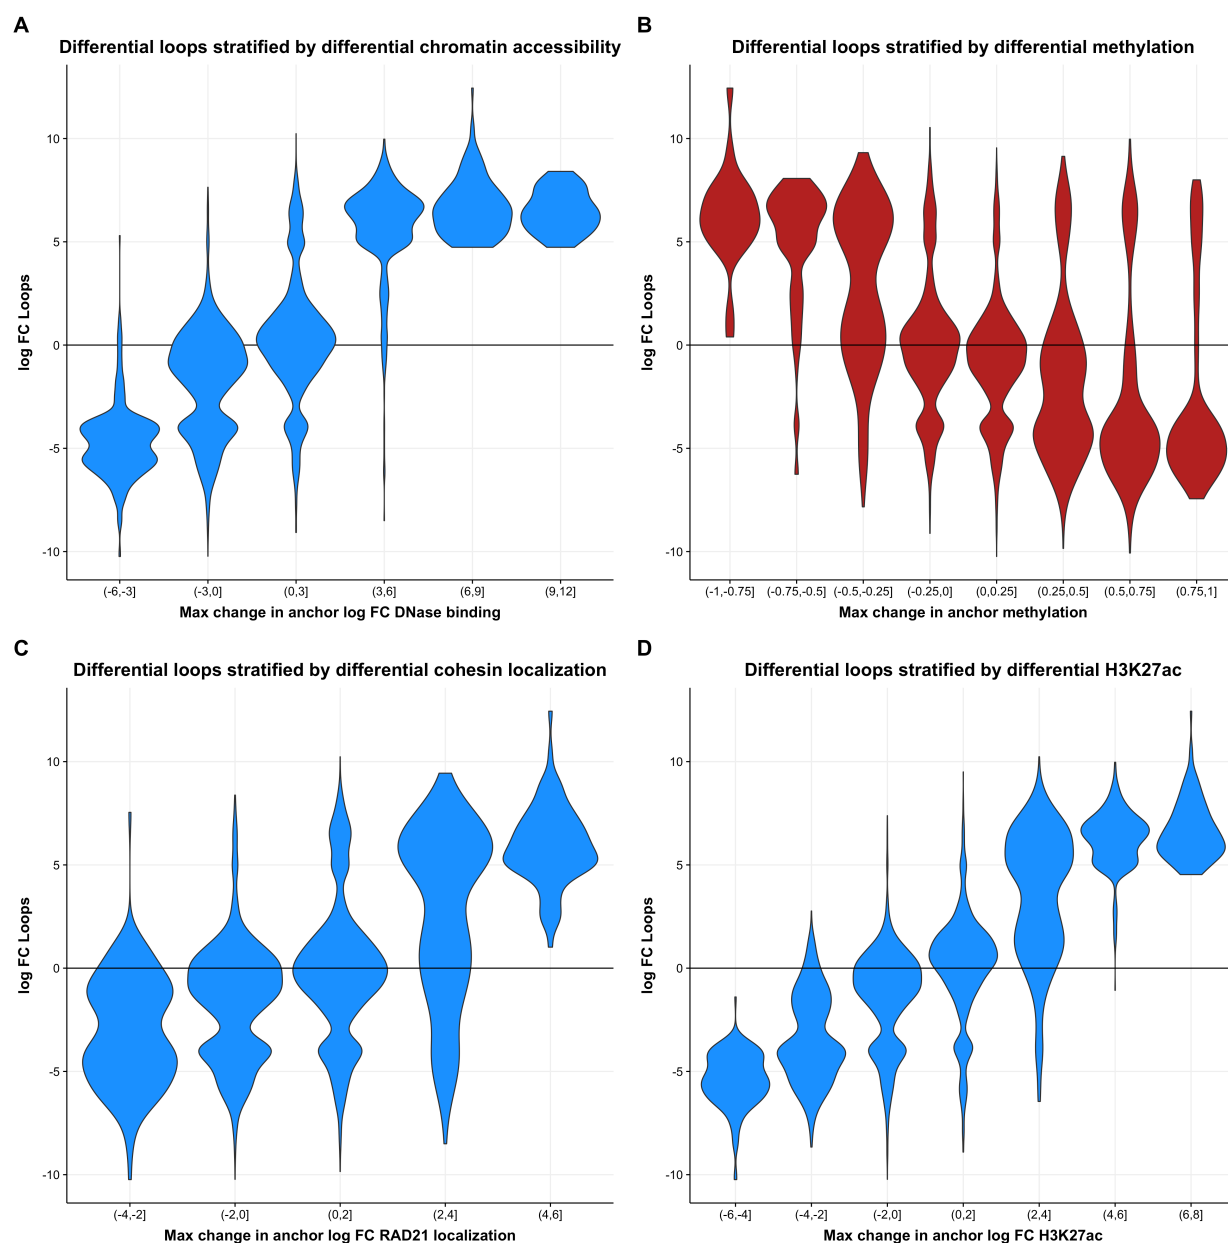 A
Differential loops stratified by differential chromatin accessibility
log FC Loops
10
5
0
-5
-10
(-6,-3]
(-3,0]
(0,3]
(3,6]
(6,9]
(9,12]
Max change in anchor log FC DNase binding
B
Differential loops stratified by differential methylation
log FC Loops
10
5
0
-5
-10
(-1,-0.75]
(-0.75,-0.5]
(-0.5,-0.25]
(-0.25,0]
(0,0.25]
(0.25,0.5]
(0.5,0.75]
(0.75,1]
Max change in anchor methylation
C
Differential loops stratified by differential cohesin localization
log FC Loops
10
5
0
-5
-10
(-4,-2]
(-2,0]
(0,2]
(2,4]
(4,6]
Max change in anchor log FC RAD21 localization
D
Differential loops stratified by differential H3K27ac
log FC Loops
10
5
0
-5
-10
(-6,-4]
(-4,-2]
(-2,0]
(0,2]
(2,4]
(4,6]
(6,8]
Max change in anchor log FC H3K27ac